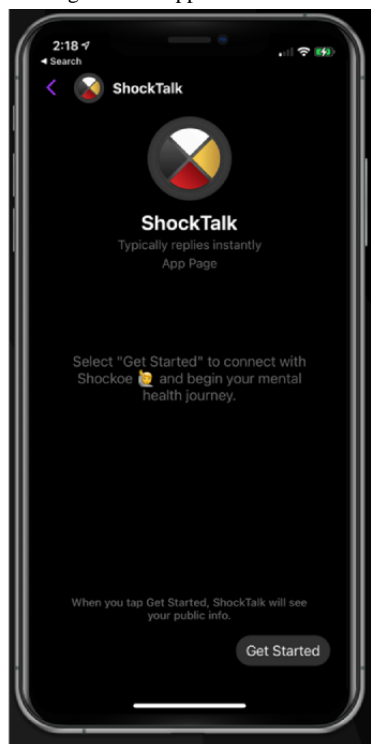 2:18
◄ Search
ShockTalk
ShockTalk
Typically replies instantly
App Page
Select "Get Started" to connect with
Shockoe 🙋 and begin your mental
health journey.
When you tap Get Started, ShockTalk will see
your public info.
Get Started